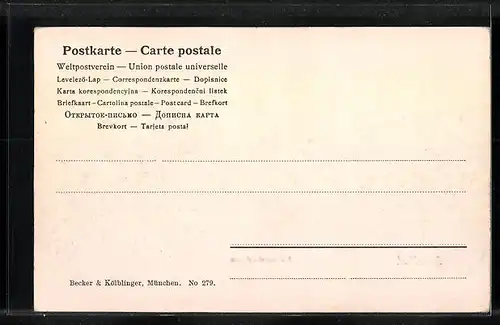 Postkarte — Carte postale
Weltpostverein — Union postale universelle
Levelező-Lap — Correspondenzkarte — Dopisnice
Karta korespondencyjna — Korespondenční lístek
Briefkaart – Cartolina postale – Postcard – Brefkort
Открытое-письмо — Дописна карта
Brevkort — Tarjeta postal
Becker & Kölblinger, München. No 279.